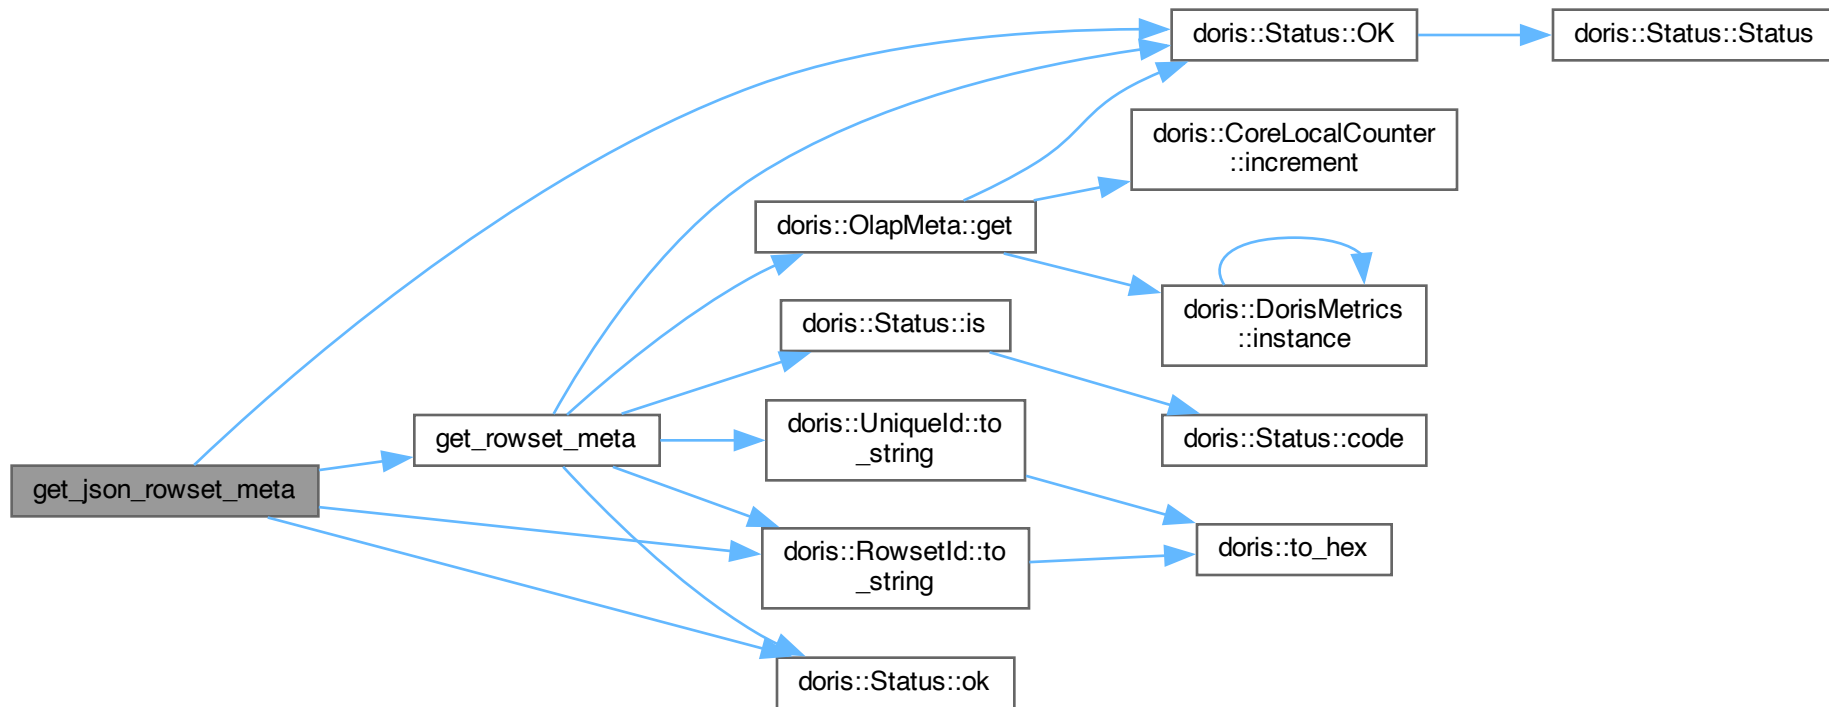 doris::Status::OK
doris::Status::Status
doris::CoreLocalCounter
::increment
doris::OlapMeta::get
doris::DorisMetrics
::instance
doris::Status::is
doris::UniqueId::to
_string
get_rowset_meta
doris::Status::code
get_json_rowset_meta
doris::RowsetId::to
_string
doris::to_hex
doris::Status::ok